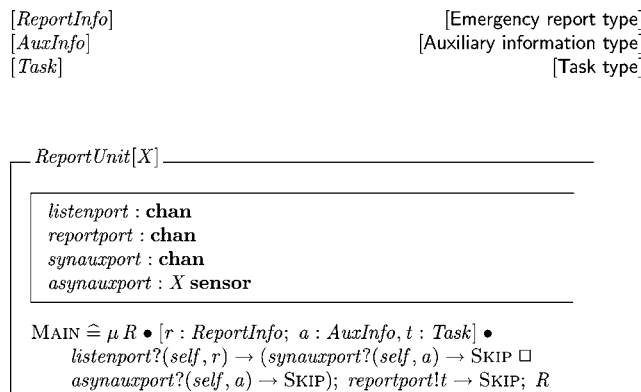 [ReportInfo] [Emergency report type]
[AuxInfo] [Auxiliary information type]
[Task] [Task type]
ReportUnit[X]
listenport : chan
reportport : chan
synauxport : chan
asynauxport : X sensor
MAIN ≙ μ R • [r : ReportInfo; a : AuxInfo, t : Task] •
listenport?(self, r) → (synauxport?(self, a) → SKIP □
asynauxport?(self, a) → SKIP); reportport!t → SKIP; R